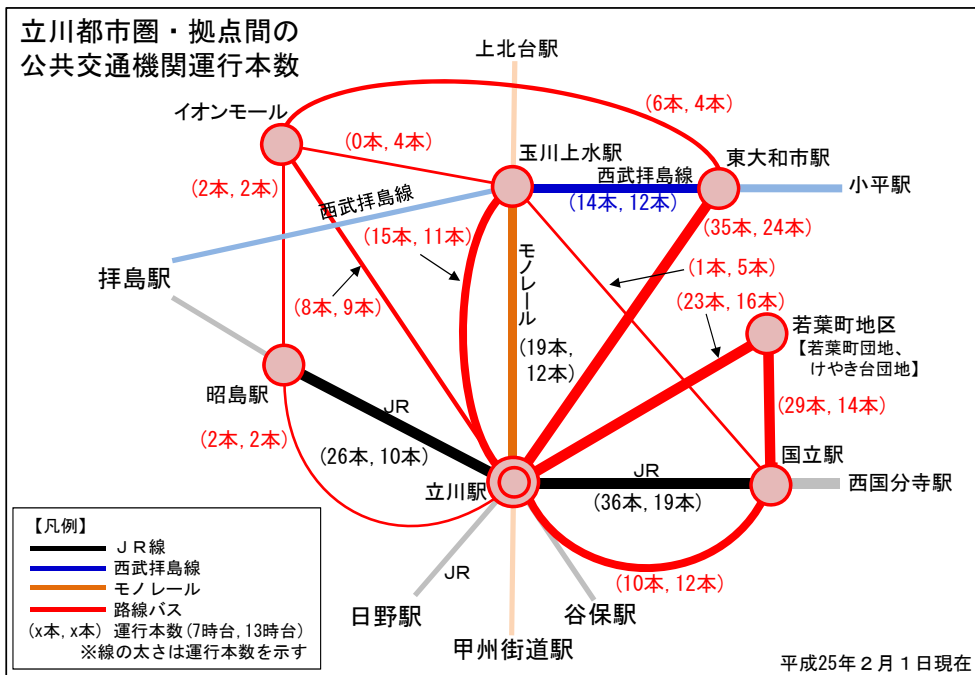 立川都市圏・拠点間の
公共交通機関運行本数
上北台駅
イオンモール
(6本, 4本)
(0本, 4本)
玉川上水駅
東大和市駅
(2本, 2本)
西武拝島線
西武拝島線
(14本, 12本)
小平駅
(15本, 11本)
(35本, 24本)
拝島駅
モノレール
(1本, 5本)
(8本, 9本)
(23本, 16本)
若葉町地区
【若葉町団地、
けやき台団地】
(19本,
12本)
昭島駅
JR
(29本, 14本)
(2本, 2本)
(26本, 10本)
国立駅
立川駅
JR
西国分寺駅
(36本, 19本)
【凡例】
JR線
西武拝島線
モノレール
路線バス
(x本, x本) 運行本数(7時台, 13時台)
※線の太さは運行本数を示す
JR
(10本, 12本)
日野駅
谷保駅
甲州街道駅
平成25年2月1日現在